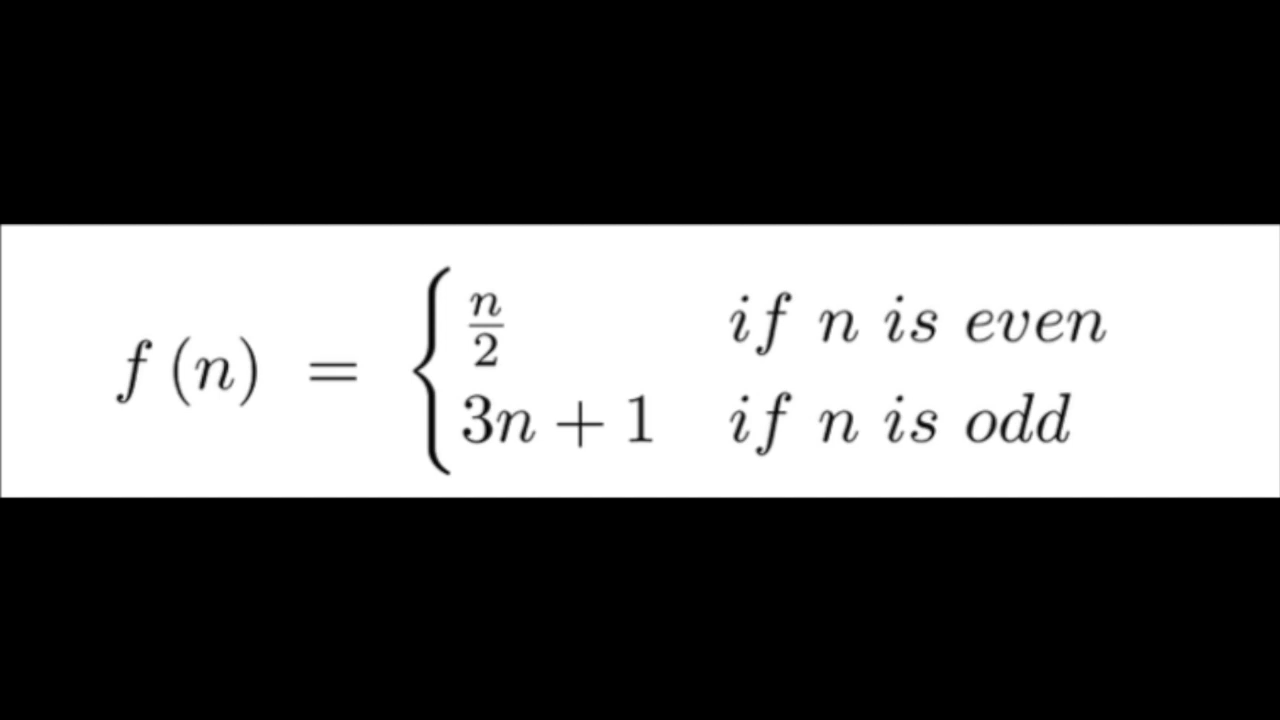 f (n) = { n/2 if n is even
3n + 1 if n is odd